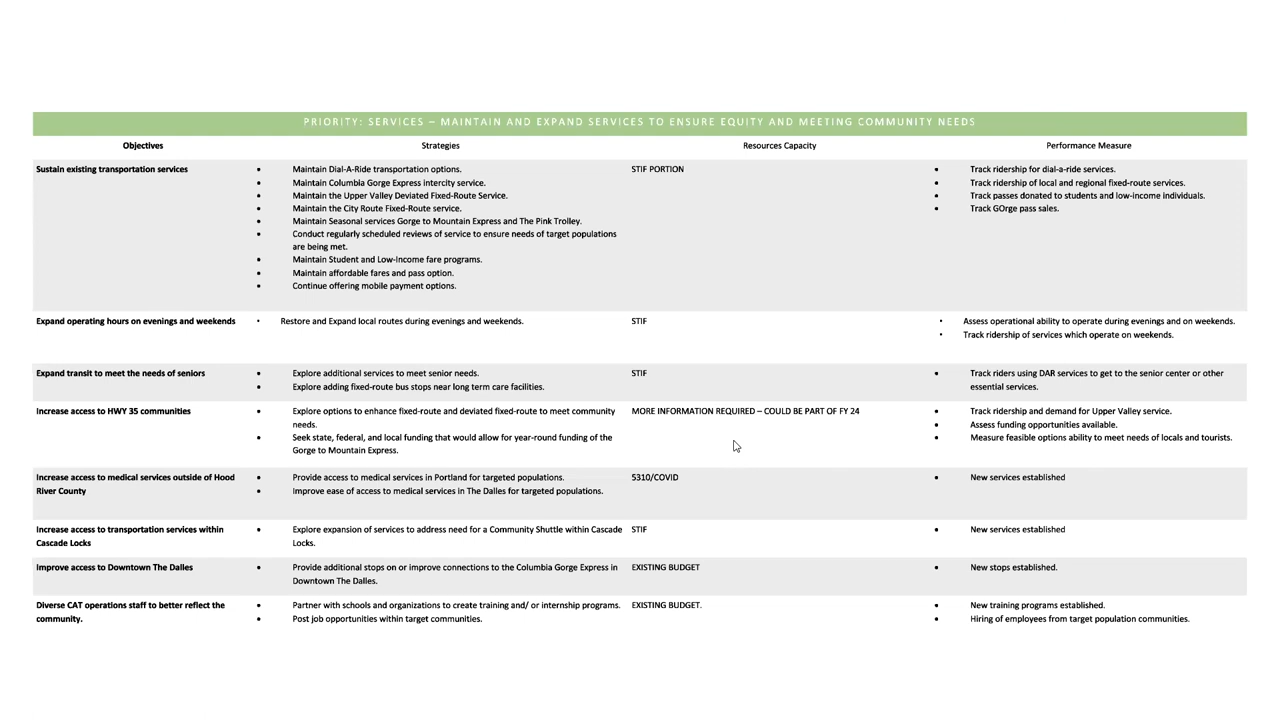 PRIORITY: SERVICES – MAINTAIN AND EXPAND SERVICES TO ENSURE EQUITY AND MEETING COMMUNITY NEEDS
Objectives
Strategies
Resources Capacity
Performance Measure
Sustain existing transportation services
• Maintain Dial-A-Ride transportation options.
• Maintain Columbia Gorge Express intercity service.
• Maintain the Upper Valley Deviated Fixed-Route Service.
• Maintain the City Route Fixed-Route service.
• Maintain Seasonal services Gorge to Mountain Express and The Pink Trolley.
• Conduct regularly scheduled reviews of service to ensure needs of target populations
are being met.
• Maintain Student and Low-Income fare programs.
• Maintain affordable fares and pass option.
• Continue offering mobile payment options.
STIF PORTION
• Track ridership for dial-a-ride services.
• Track ridership of local and regional fixed-route services.
• Track passes donated to students and low-income individuals.
• Track GOrge pass sales.
Expand operating hours on evenings and weekends
• Restore and Expand local routes during evenings and weekends.
STIF
• Assess operational ability to operate during evenings and on weekends.
• Track ridership of services which operate on weekends.
Expand transit to meet the needs of seniors
• Explore additional services to meet senior needs.
• Explore adding fixed-route bus stops near long term care facilities.
STIF
• Track riders using DAR services to get to the senior center or other
essential services.
Increase access to HWY 35 communities
• Explore options to enhance fixed-route and deviated fixed-route to meet community
needs.
• Seek state, federal, and local funding that would allow for year-round funding of the
Gorge to Mountain Express.
MORE INFORMATION REQUIRED – COULD BE PART OF FY 24
• Track ridership and demand for Upper Valley service.
• Assess funding opportunities available.
• Measure feasible options ability to meet needs of locals and tourists.
Increase access to medical services outside of Hood
River County
• Provide access to medical services in Portland for targeted populations.
• Improve ease of access to medical services in The Dalles for targeted populations.
5310/COVID
• New services established
Increase access to transportation services within
Cascade Locks
• Explore expansion of services to address need for a Community Shuttle within Cascade
Locks.
STIF
• New services established
Improve access to Downtown The Dalles
• Provide additional stops on or improve connections to the Columbia Gorge Express in
Downtown The Dalles.
EXISTING BUDGET
• New stops established.
Diverse CAT operations staff to better reflect the
community.
• Partner with schools and organizations to create training and/ or internship programs.
• Post job opportunities within target communities.
EXISTING BUDGET.
• New training programs established.
• Hiring of employees from target population communities.